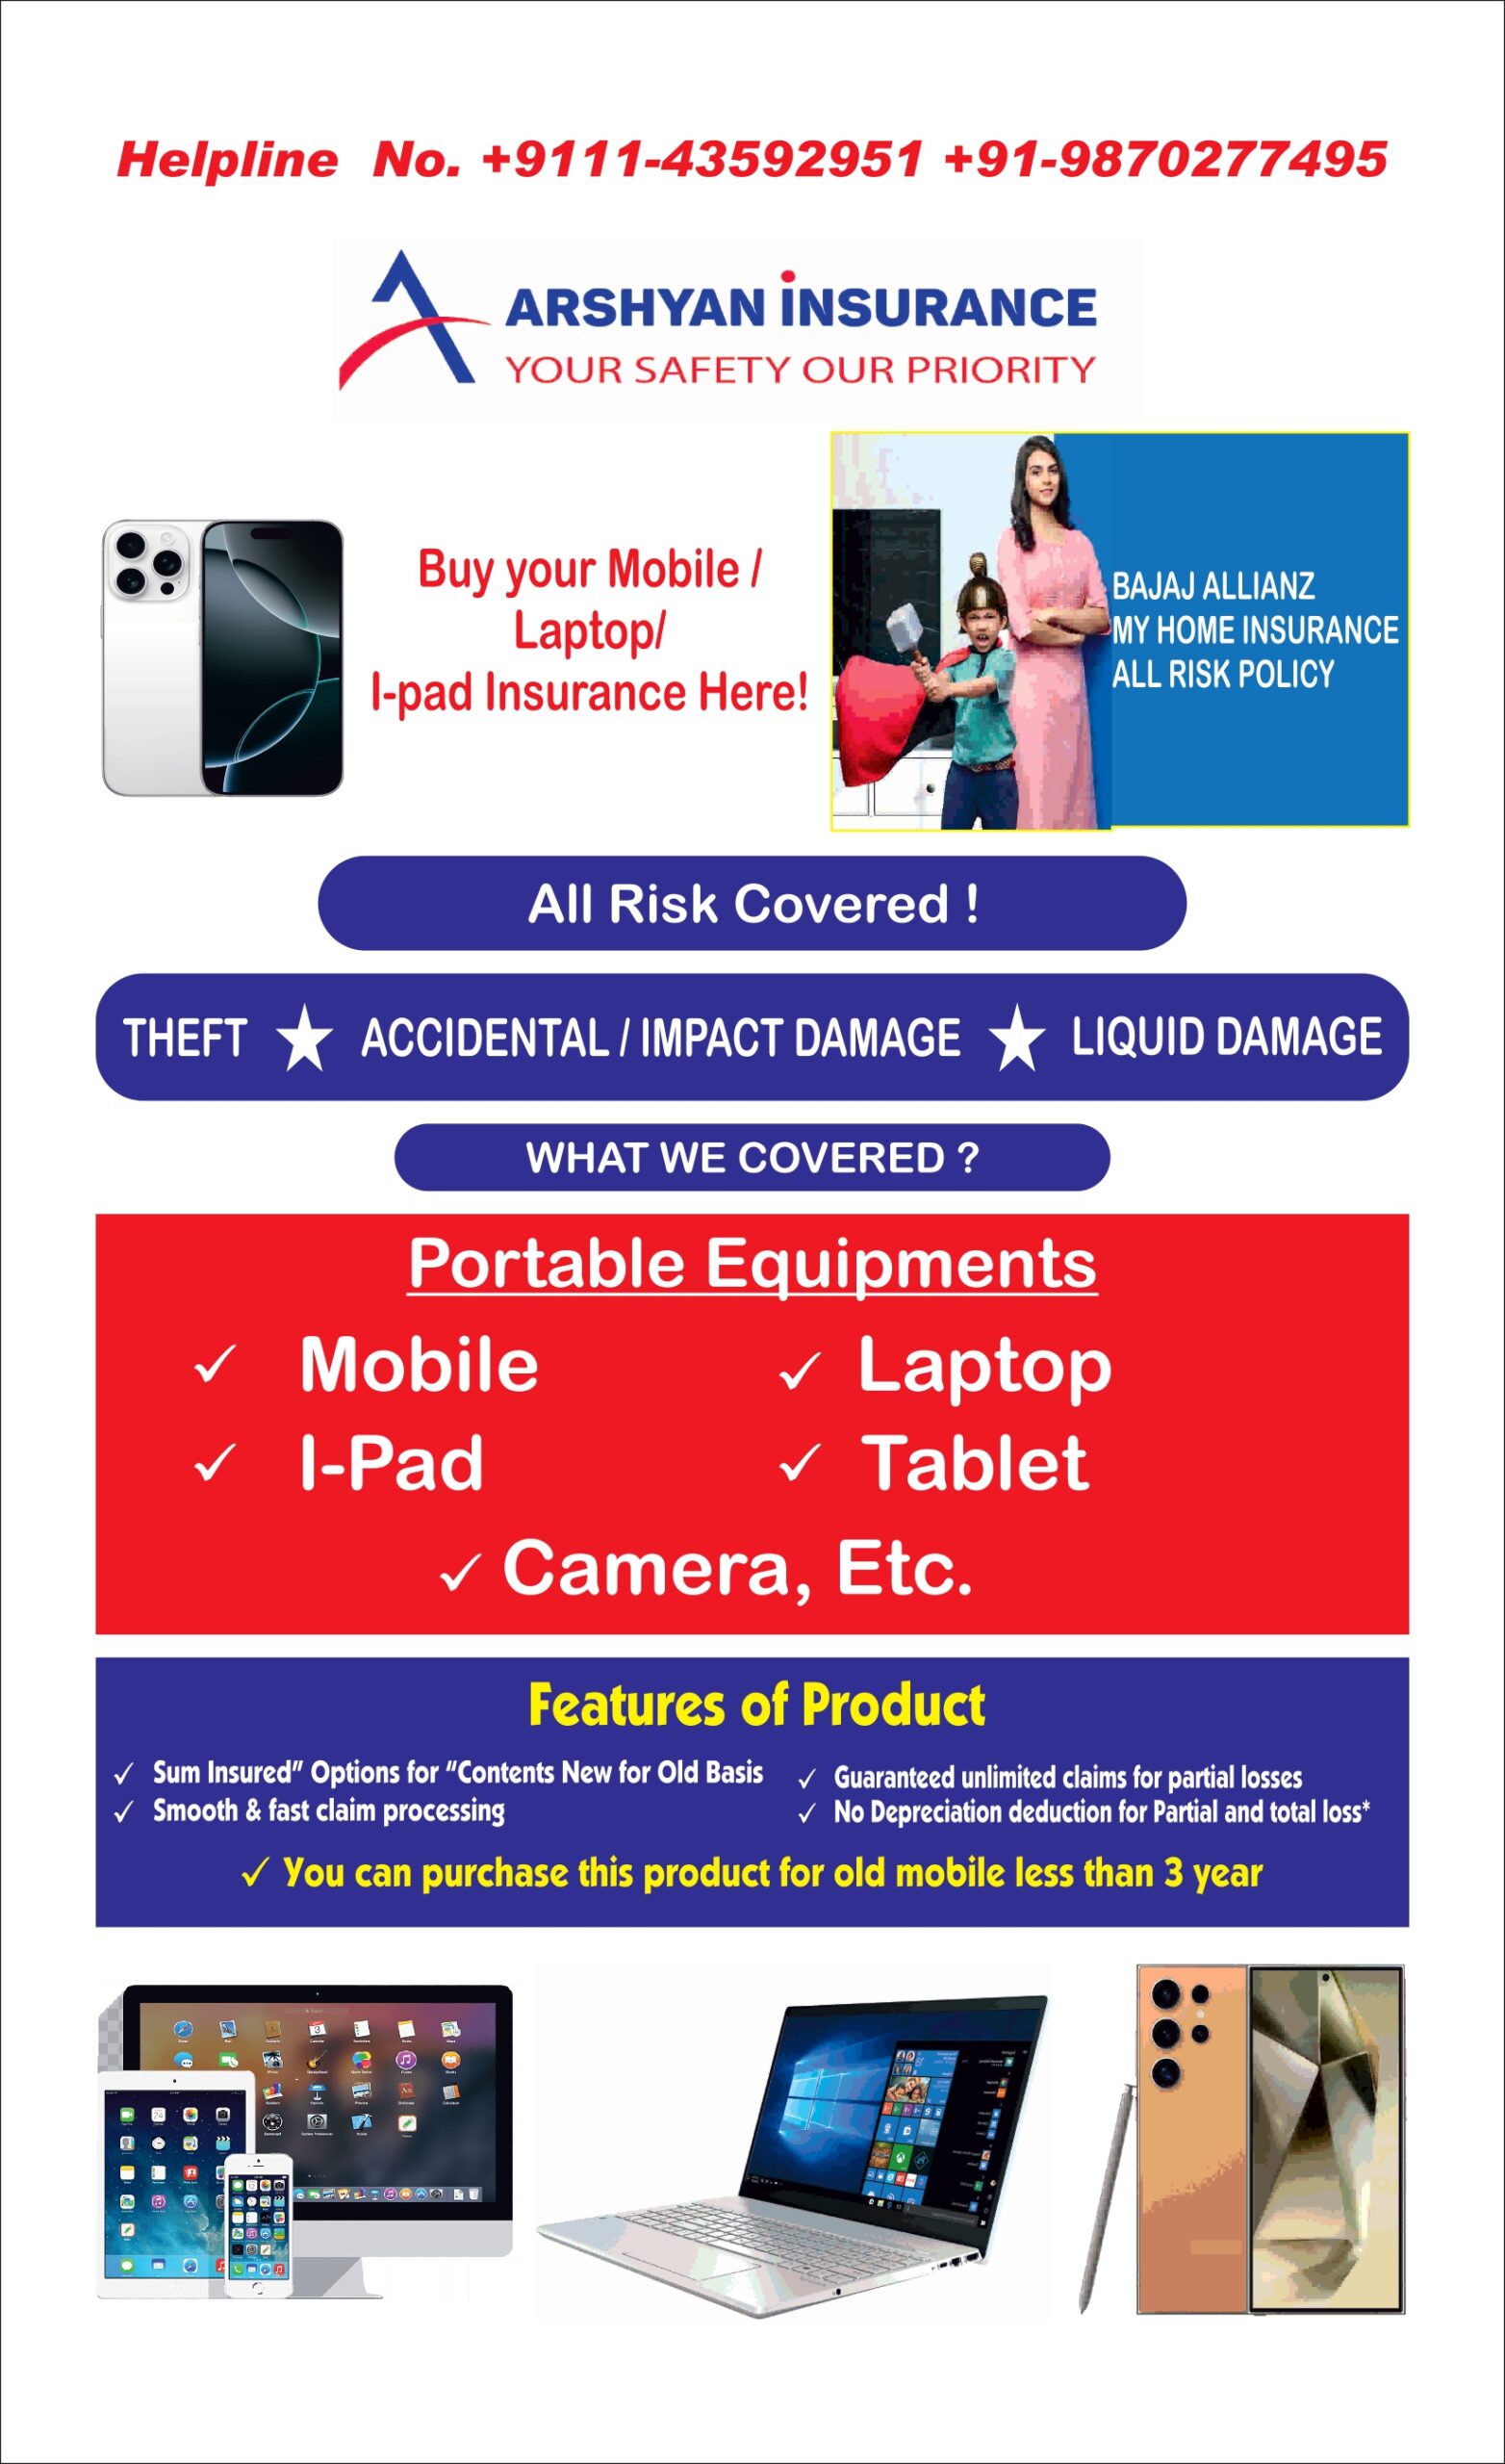 Helpline No. +9111-43592951 +91-9870277495
ARSHYAN INSURANCE
YOUR SAFETY OUR PRIORITY
Buy your Mobile /
Laptop/
I-pad Insurance Here!
BAJAJ ALLIANZ
MY HOME INSURANCE
ALL RISK POLICY
All Risk Covered !
THEFT ★ ACCIDENTAL / IMPACT DAMAGE ★ LIQUID DAMAGE
WHAT WE COVERED ?
Portable Equipments
✓ Mobile
✓ Laptop
✓ I-Pad
✓ Tablet
✓ Camera, Etc.
Features of Product
✓ Sum Insured” Options for “Contents New for Old Basis
✓ Guaranteed unlimited claims for partial losses
✓ Smooth & fast claim processing
✓ No Depreciation deduction for Partial and total loss*
✓ You can purchase this product for old mobile less than 3 year